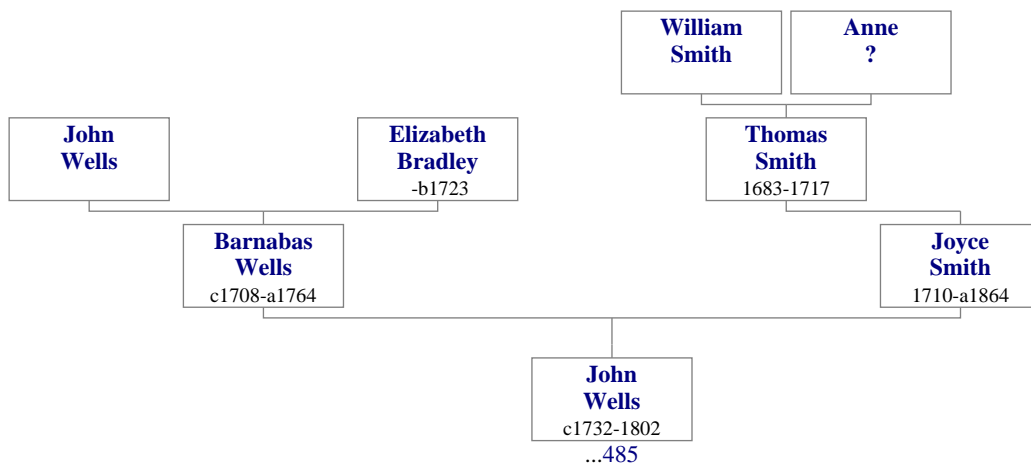 William
Smith
Anne
?
John
Wells
Elizabeth
Bradley
-b1723
Thomas
Smith
1683-1717
Barnabas
Wells
c1708-a1764
Joyce
Smith
1710-a1864
John
Wells
c1732-1802
...485